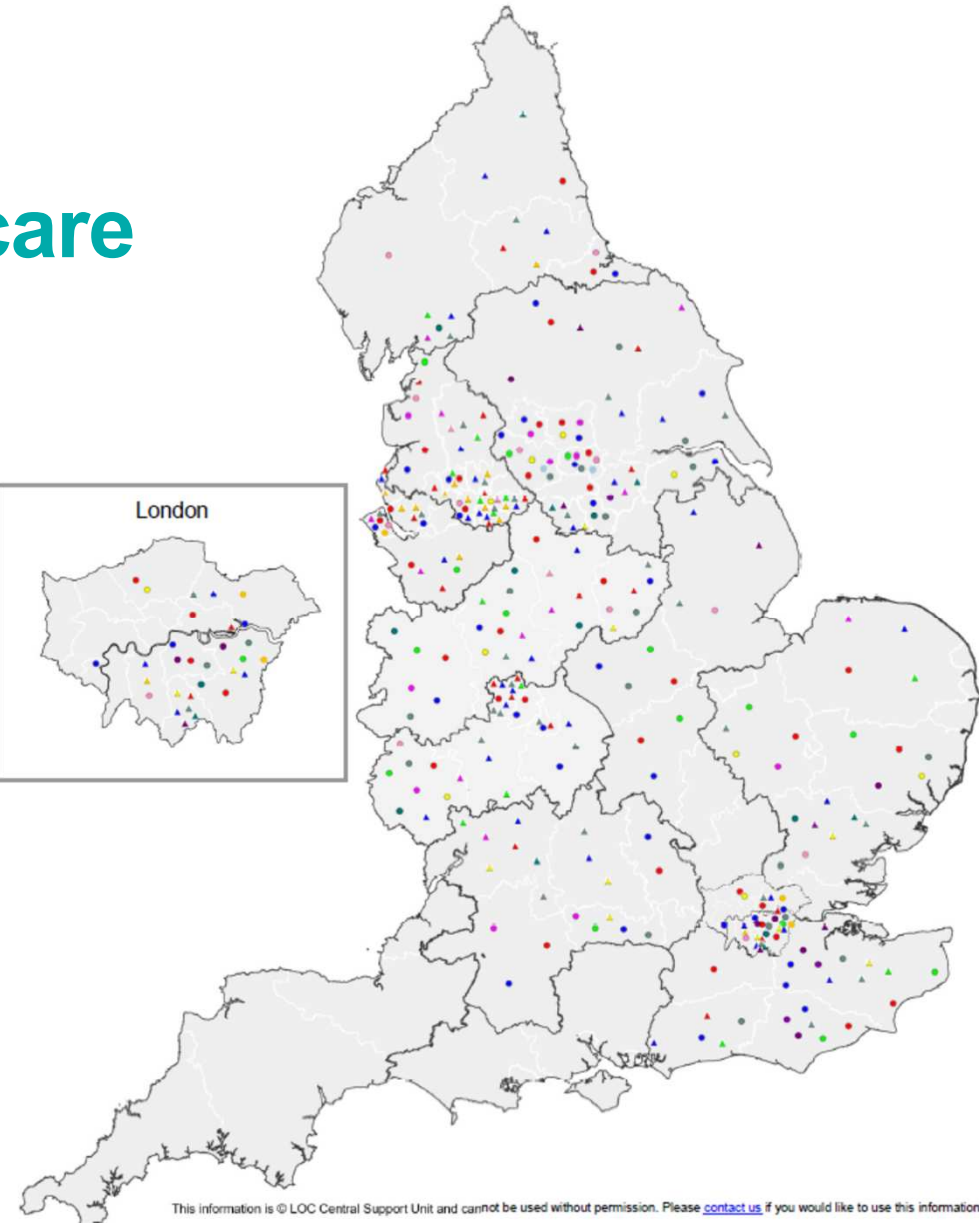 care
London
This information is © LOC Central Support Unit and cannot be used without permission. Please contact us if you would like to use this information